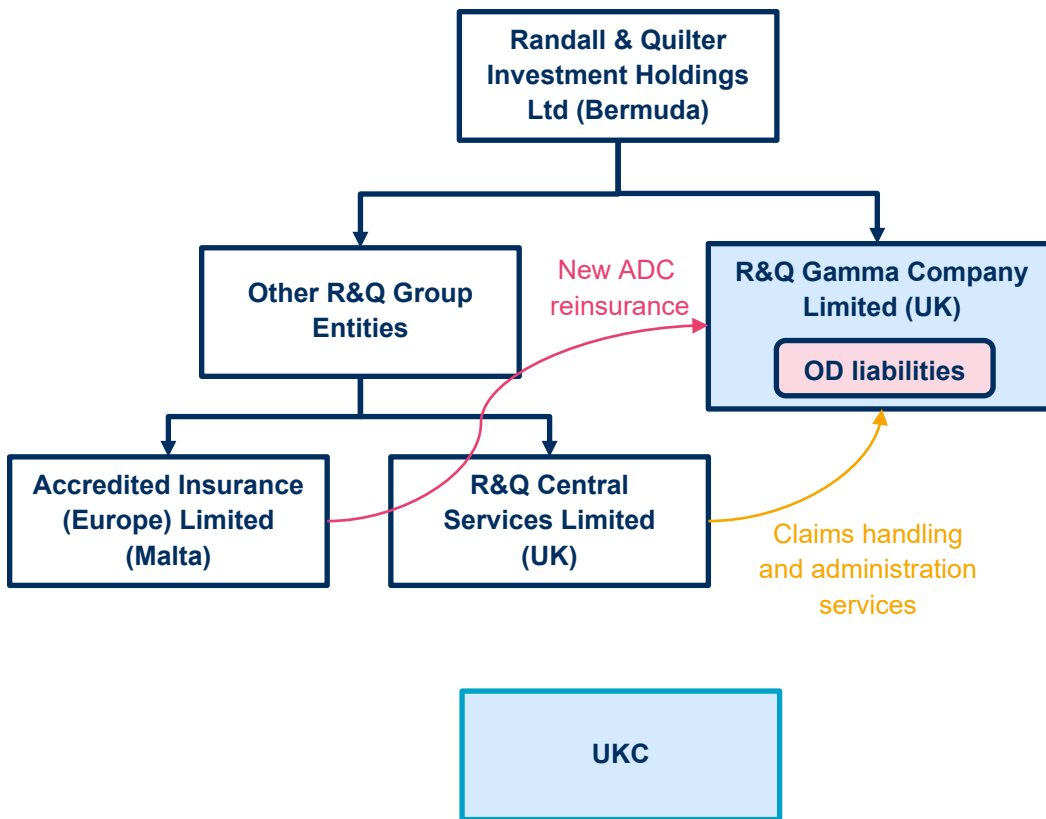 Randall & Quilter
Investment Holdings
Ltd (Bermuda)
Other R&Q Group
Entities
New ADC
reinsurance
R&Q Gamma Company
Limited (UK)
OD liabilities
Accredited Insurance
(Europe) Limited
(Malta)
R&Q Central
Services Limited
(UK)
Claims handling
and administration
services
UKC